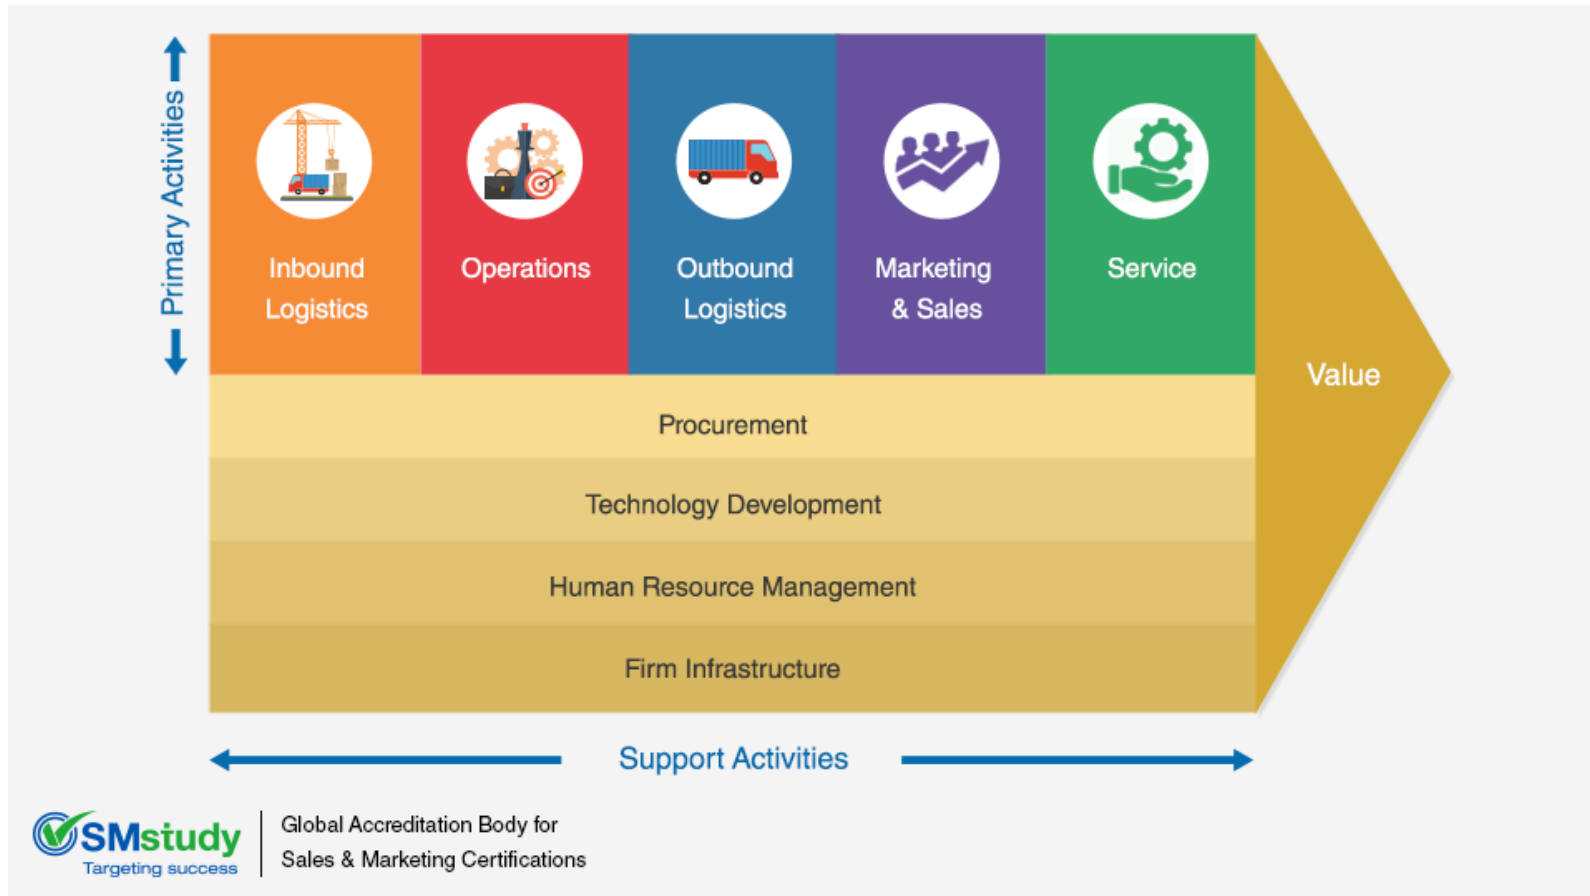 Primary Activities
Inbound
Logistics
Operations
Outbound
Logistics
Marketing
& Sales
Service
Value
Procurement
Technology Development
Human Resource Management
Firm Infrastructure
Support Activities
SMstudy
Targeting success
Global Accreditation Body for
Sales & Marketing Certifications